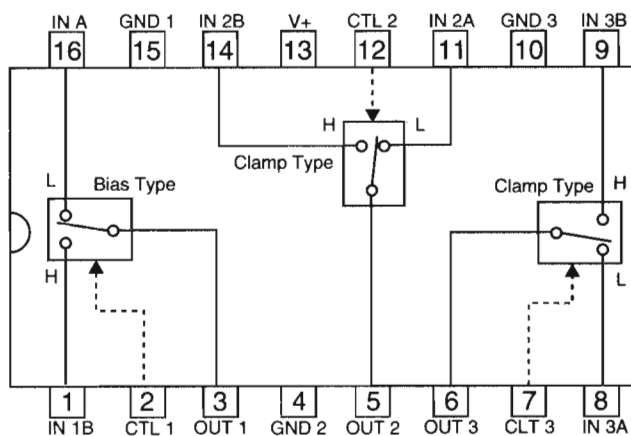 IN A GND 1 IN 2B V+ CTL 2 IN 2A GND 3 IN 3B
16 15 14 13 12 11 10 9
H L
Clamp Type
L Bias Type Clamp Type H
H L
1 2 3 4 5 6 7 8
IN 1B CTL 1 OUT 1 GND 2 OUT 2 OUT 3 CLT 3 IN 3A